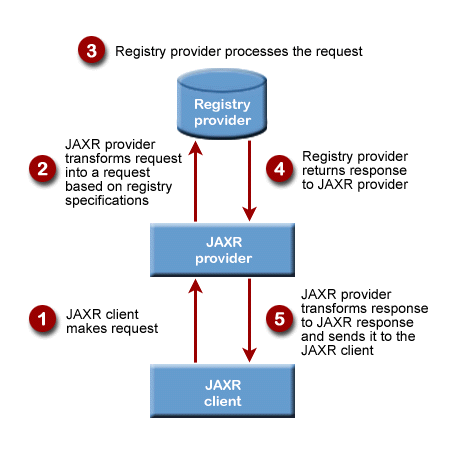 3 Registry provider processes the request
Registry
provider
JAXR provider
transforms request
into a request
based on registry
specifications
2
4
Registry provider
returns response
to JAXR provider
JAXR
provider
1
JAXR client
makes request
5
JAXR provider
transforms response
to JAXR response
and sends it to the
JAXR client
JAXR
client